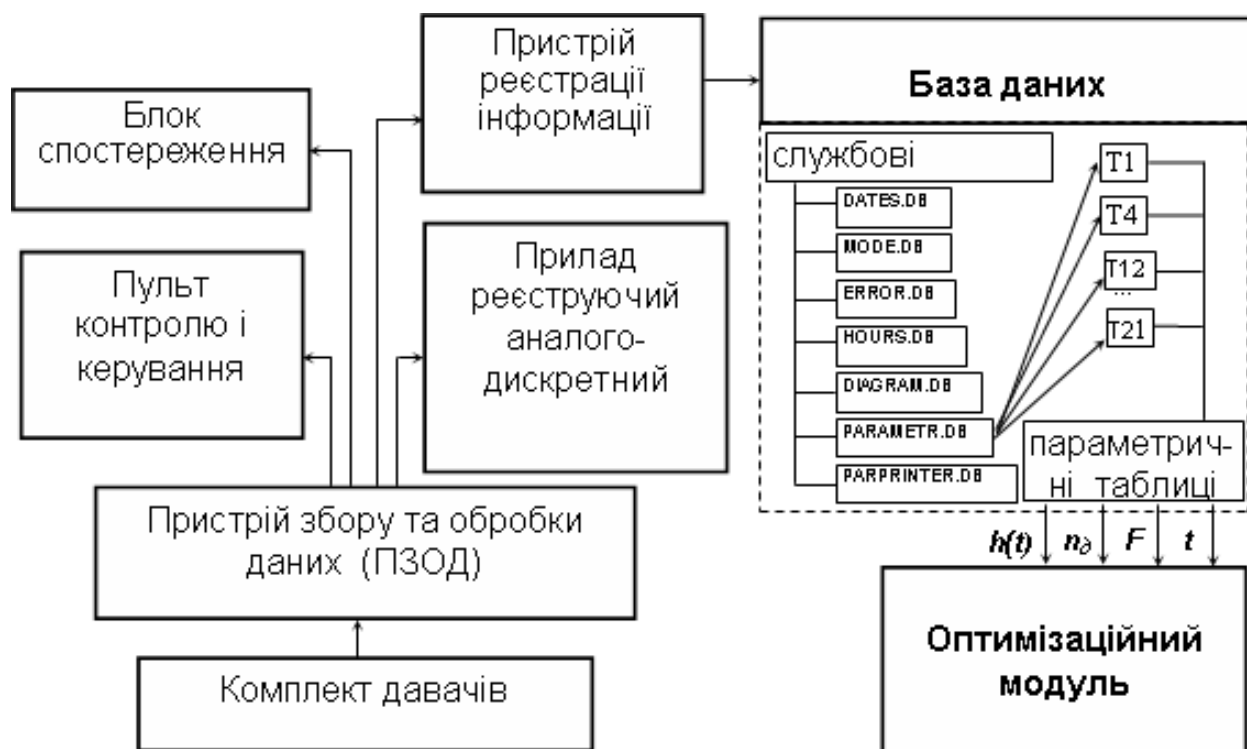 Пристрій
реєстрації
інформації
База даних
Блок
спостереження
службові
DATES.DB
MODE.DB
ERROR.DB
HOURS.DB
DIAGRAM.DB
PARAMETR.DB
PARPRINTER.DB
T1
T4
T12
...
T21
параметрич-
ні таблиці
Пульт
контролю і
керування
Прилад
реєструючий
аналого-
дискретний
Пристрій збору та обробки
даних (ПЗОД)
h(t) n∂ F t
Оптимізаційний
модуль
Комплект давачів